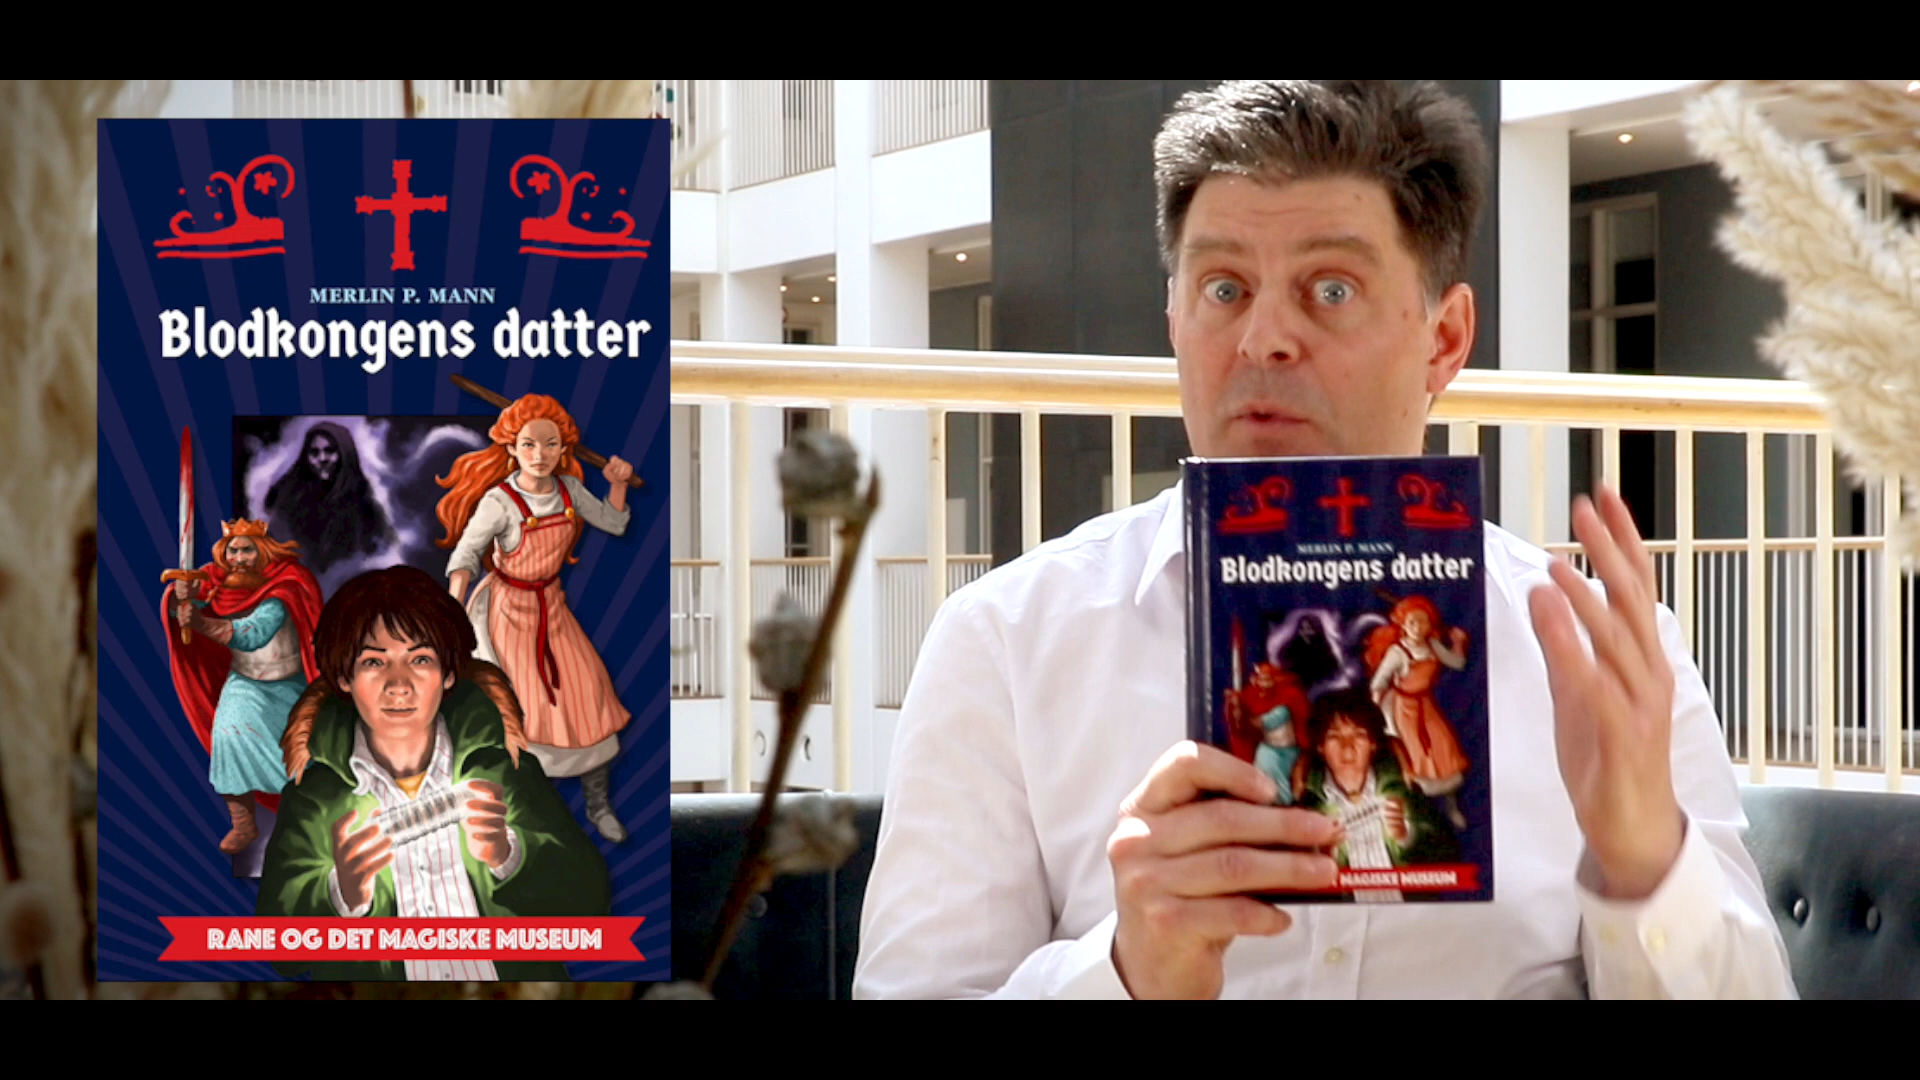 MERLIN P. MANN
Blodkongens datter
RANE OG DET MAGISKE MUSEUM
MERLIN P. MANN
Blodkongens datter
MAGISKE MUSEUM